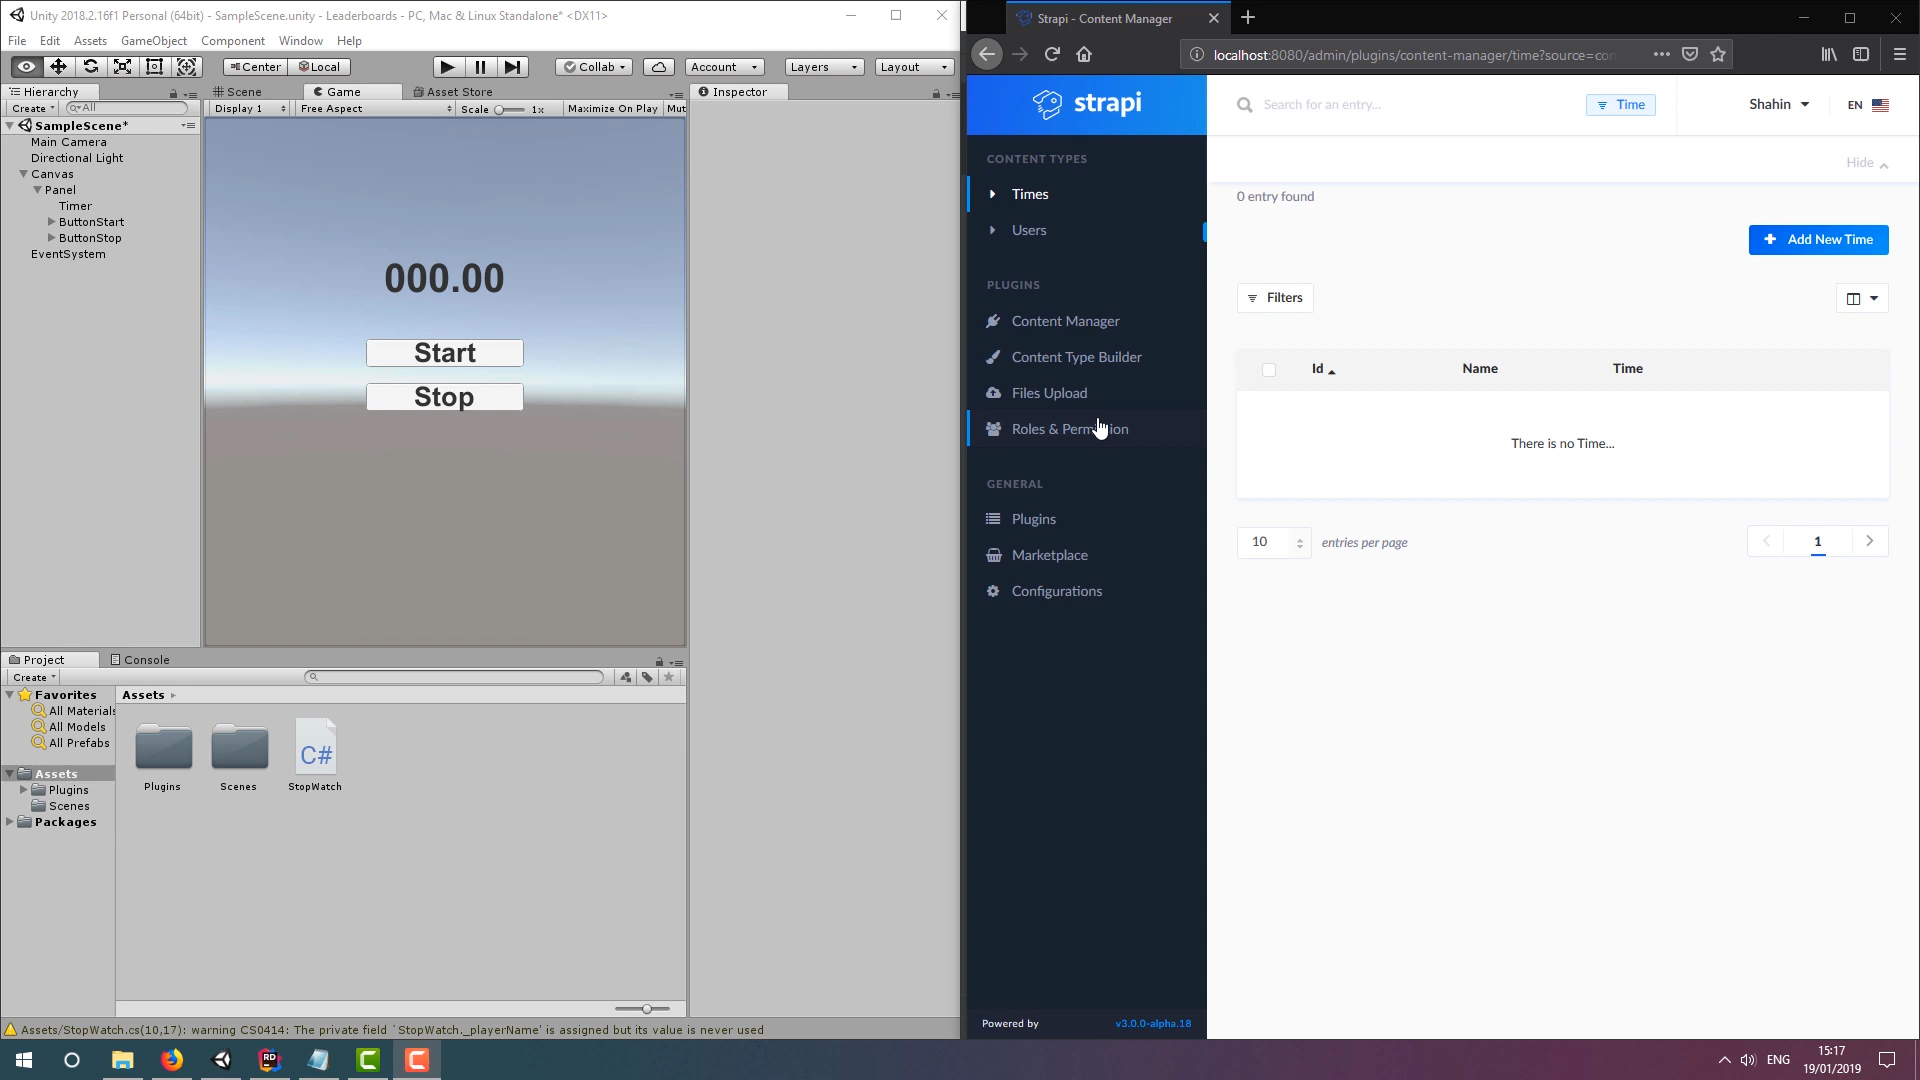 Unity 2018.2.16f1 Personal (64bit) - SampleScene.unity - Leaderboards - PC, Mac & Linux Standalone* <DX11>
File Edit Assets GameObject Component Window Help
Center Local Collab Account Layers Layout
Hierarchy
Create All
SampleScene*
Main Camera
Directional Light
Canvas
Panel
Timer
ButtonStart
ButtonStop
EventSystem
Scene Game Asset Store
Display 1 Free Aspect Scale 1x Maximize On Play Mut
000.00
Start
Stop
Inspector
Project Console
Create
Favorites
All Materials
All Models
All Prefabs
Assets
Plugins
Scenes
Packages
Assets
Plugins
Scenes
C#
StopWatch
Assets/StopWatch.cs(10,17): warning CS0414: The private field `StopWatch._playerName' is assigned but its value is never used
Strapi - Content Manager
localhost:8080/admin/plugins/content-manager/time?source=con
strapi
CONTENT TYPES
Times
Users
PLUGINS
Content Manager
Content Type Builder
Files Upload
Roles & Permission
GENERAL
Plugins
Marketplace
Configurations
Powered by v3.0.0-alpha.18
Search for an entry...
Time
Shahin
EN
Hide
0 entry found
Add New Time
Filters
Id Name Time
There is no Time...
10 entries per page
1
RD
C
C
ENG
15:17
19/01/2019